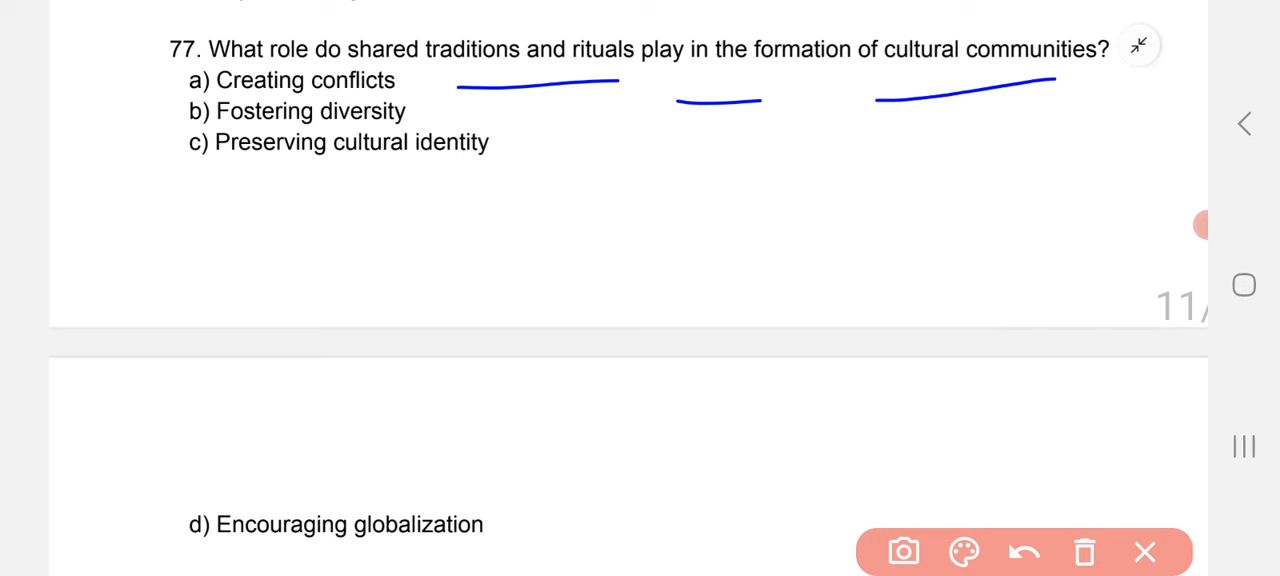 77. What role do shared traditions and rituals play in the formation of cultural communities?
a) Creating conflicts
b) Fostering diversity
c) Preserving cultural identity
11/
d) Encouraging globalization